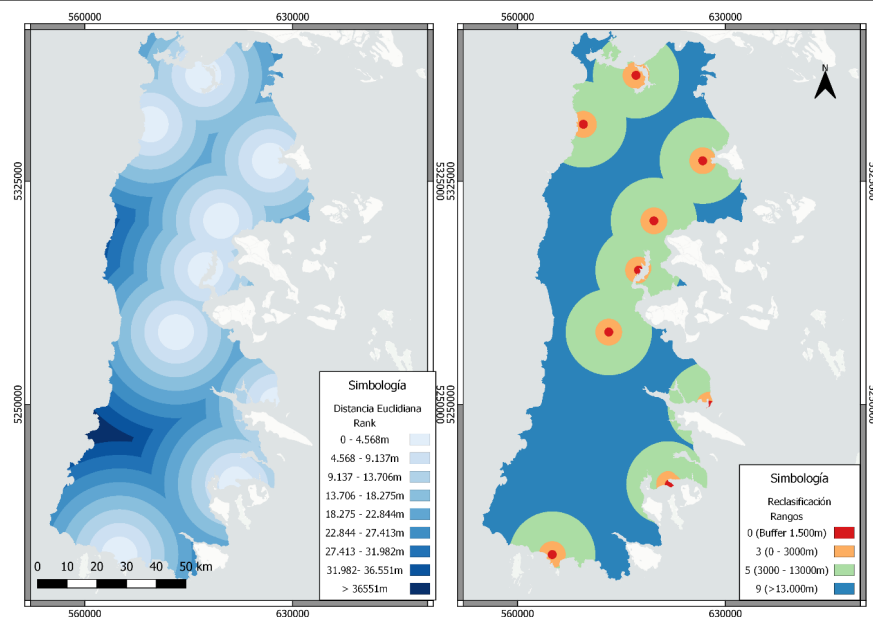 560000
630000
560000
630000
N
5325000
5325000
5325000
5250000
5250000
5250000
Simbología
Distancia Euclidiana
Rank
0 - 4.568m
4.568 - 9.137m
9.137 - 13.706m
13.706 - 18.275m
18.275 - 22.844m
22.844 - 27.413m
27.413 - 31.982m
31.982- 36.551m
> 36551m
0 10 20 30 40 50 km
Simbología
Reclasificación
Rangos
0 (Buffer 1.500m)
3 (0 - 3000m)
5 (3000 - 13000m)
9 (>13.000m)
560000
630000
560000
630000